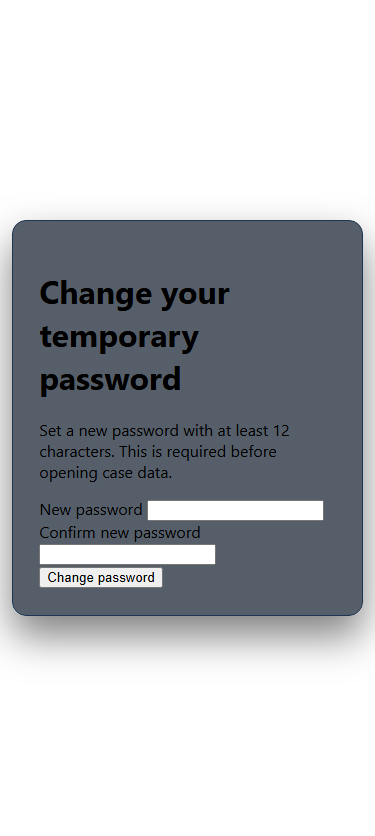 Change your
temporary
password
Set a new password with at least 12
characters. This is required before
opening case data.
New password
Confirm new password
Change password